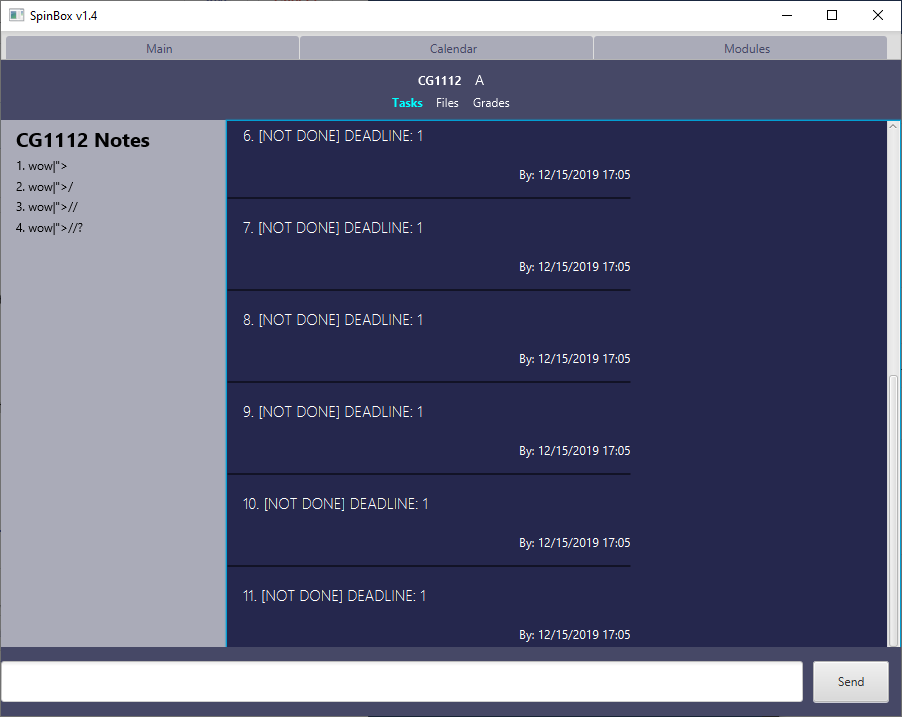 SpinBox v1.4
Main Calendar Modules
CG1112 A
Tasks Files Grades
CG1112 Notes
1. wow|">
2. wow|">/
3. wow|">//
4. wow|">//?
6. [NOT DONE] DEADLINE: 1
By: 12/15/2019 17:05
7. [NOT DONE] DEADLINE: 1
By: 12/15/2019 17:05
8. [NOT DONE] DEADLINE: 1
By: 12/15/2019 17:05
9. [NOT DONE] DEADLINE: 1
By: 12/15/2019 17:05
10. [NOT DONE] DEADLINE: 1
By: 12/15/2019 17:05
11. [NOT DONE] DEADLINE: 1
By: 12/15/2019 17:05
Send